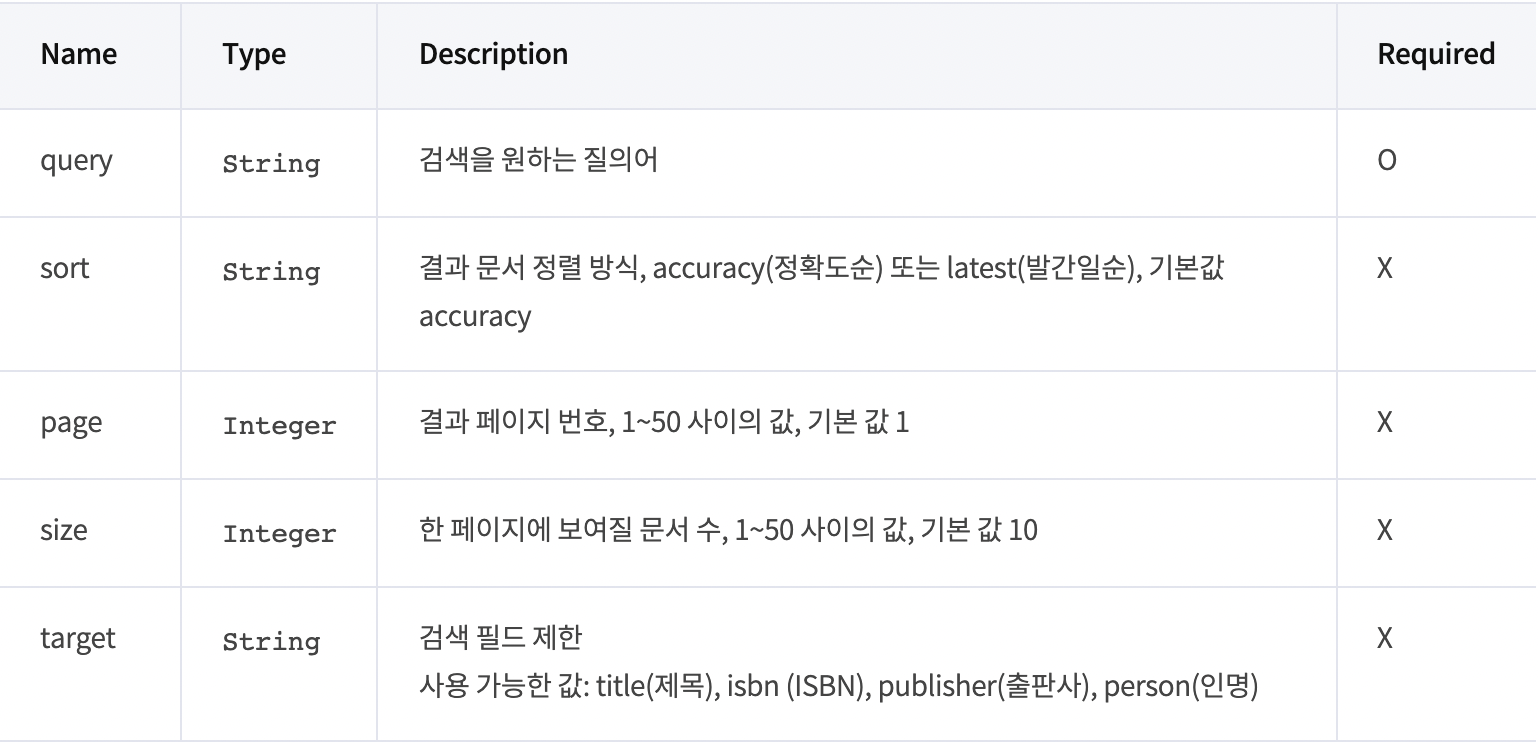 Name Type Description Required
query String 검색을 원하는 질의어 O
sort String 결과 문서 정렬 방식, accuracy(정확도순) 또는 latest(발간일순), 기본값 X
accuracy
page Integer 결과 페이지 번호, 1~50 사이의 값, 기본 값 1 X
size Integer 한 페이지에 보여질 문서 수, 1~50 사이의 값, 기본 값 10 X
target String 검색 필드 제한 X
사용 가능한 값: title(제목), isbn (ISBN), publisher(출판사), person(인명)